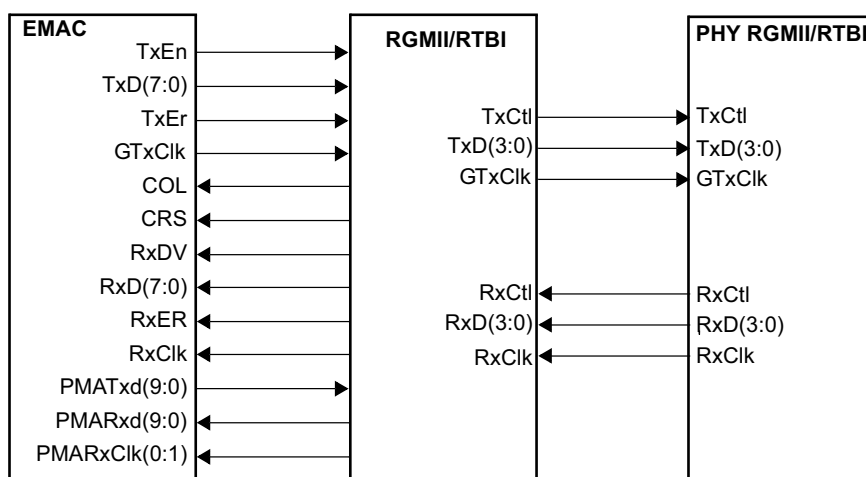 EMAC
TxEn
TxD(7:0)
TxEr
GTxClk
COL
CRS
RxDV
RxD(7:0)
RxER
RxClk
PMATxd(9:0)
PMARxd(9:0)
PMARxClk(0:1)
RGMII/RTBI
TxCtl
TxD(3:0)
GTxClk
RxCtl
RxD(3:0)
RxClk
PHY RGMII/RTBI
TxCtl
TxD(3:0)
GTxClk
RxCtl
RxD(3:0)
RxClk